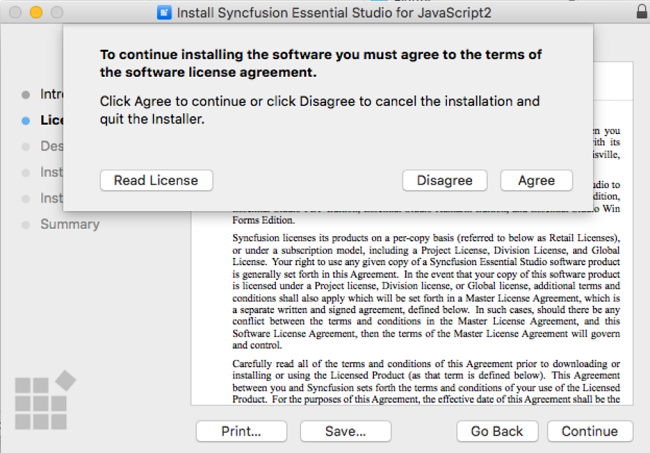 Install Syncfusion Essential Studio for JavaScript2
To continue installing the software you must agree to the terms of
the software license agreement.
Click Agree to continue or click Disagree to cancel the installation and
quit the Installer.
Read License
Disagree
Agree
Intr
Lice
Des
Inst
Inst
Summary
n you
ith its
isville,
udio to
dition,
Win
Forms Edition.
Syncfusion licenses its products on a per-copy basis (referred to below as Retail Licenses),
or under a subscription model, including a Project License, Division License, and Global
License. Your right to use any given copy of a Syncfusion Essential Studio software product
is generally set forth in this Agreement. In the event that your copy of this software product
is licensed under a Project license, Division license, or Global license, additional terms and
conditions shall also apply which will be set forth in a Master License Agreement, which is
a separate written and signed agreement, defined below. In such cases, should there be any
conflict between the terms and conditions in the Master License Agreement, and this
Software License Agreement, then the terms of the Master License Agreement will govern
and control.
Carefully read all of the terms and conditions of this Agreement prior to downloading or
installing or using the Licensed Product (as that term is defined below). This Agreement
between you and Syncfusion sets forth the terms and conditions of your use of the Licensed
Product. For the purposes of this Agreement, the effective date of this Agreement shall be the
Print...
Save...
Go Back
Continue